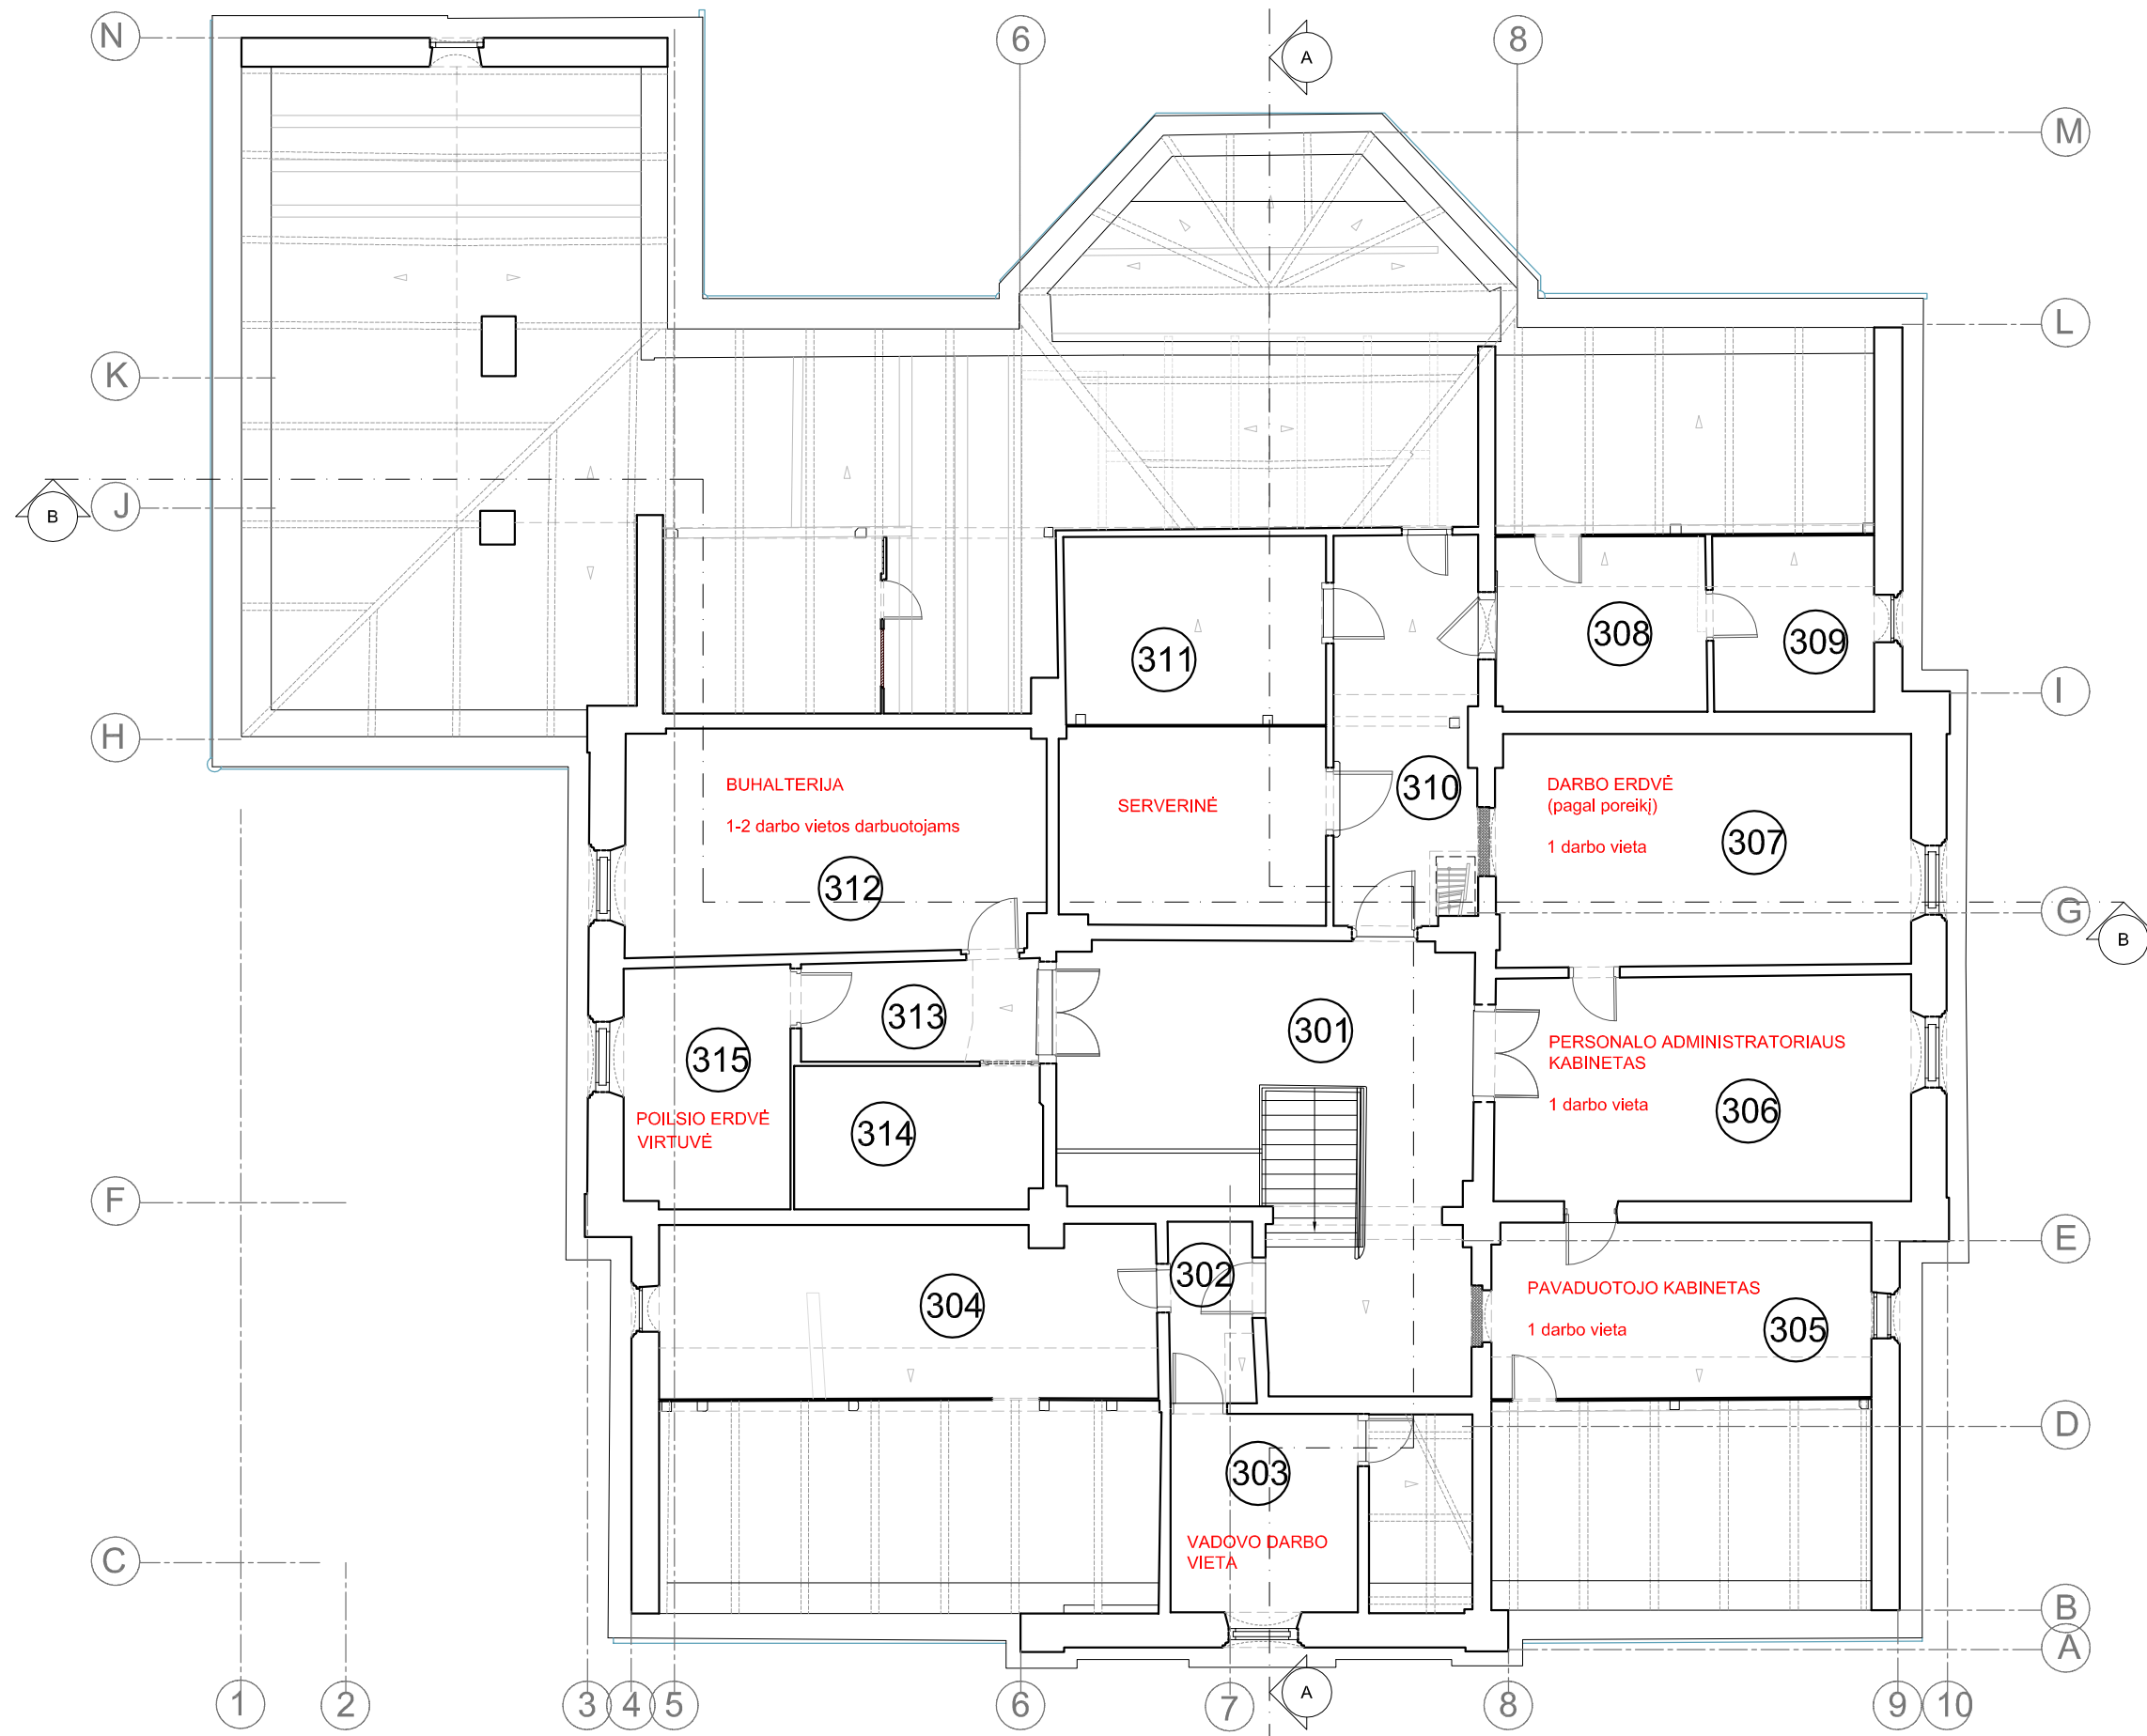 N
6
A
8
M
L
K
J
B
I
H
311
308
309
BUHALTERIJA
1-2 darbo vietos darbuotojams
312
SERVERINĖ
310
DARBO ERDVĖ
(pagal poreikį)
1 darbo vieta
307
G
B
313
301
315
POILSIO ERDVĖ
VIRTUVĖ
314
PERSONALO ADMINISTRATORIAUS
KABINETAS
1 darbo vieta
306
F
E
302
304
PAVADUOTOJO KABINETAS
1 darbo vieta
305
D
303
VADOVO DARBO
VIETA
C
B
A
1
2
3
4
5
6
7
A
8
9
10